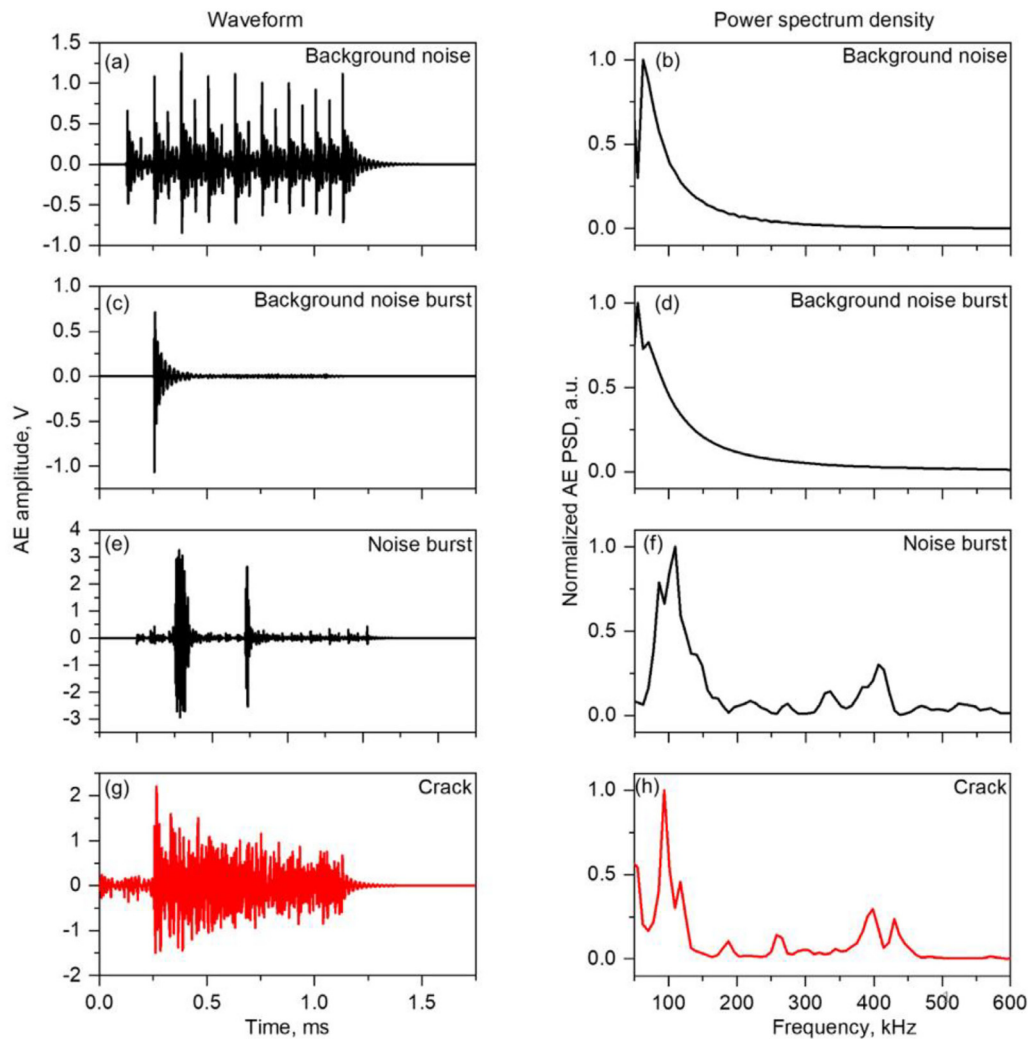 Waveform
Power spectrum density
(a)
Background noise
1.5
1.0
0.5
0.0
-0.5
-1.0
(b)
Background noise
1.0
0.5
0.0
(c)
Background noise burst
1.0
0.5
0.0
-0.5
-1.0
(d)
Background noise burst
1.0
0.5
0.0
AE amplitude, V
Normalized AE PSD, a.u.
(e)
Noise burst
4
3
2
1
0
-1
-2
-3
(f)
Noise burst
1.0
0.5
0.0
(g)
Crack
2
1
0
-1
-2
0.0 0.5 1.0 1.5
Time, ms
(h)
Crack
1.0
0.5
0.0
100 200 300 400 500 600
Frequency, kHz